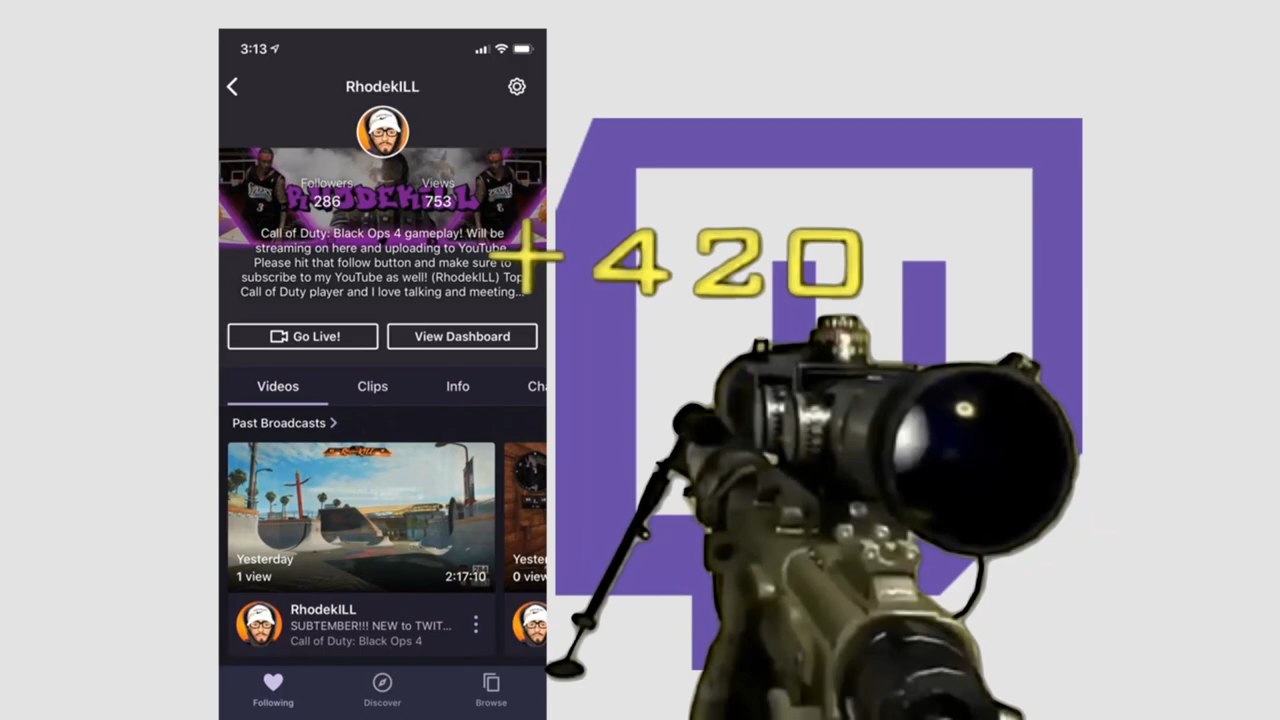 3:13
RhodekILL
Followers
Views
RHODEKILL
286
753
Call of Duty: Black Ops 4 gameplay! Will be
streaming on here and uploading to YouTube.
Please hit that follow button and make sure to
subscribe to my YouTube as well! (RhodekILL) Top
Call of Duty player and I love talking and meeting...
+420
Go Live!
View Dashboard
Videos
Clips
Info
Past Broadcasts
Yesterday
1 view
2:17:10
0 view
RhodekILL
SUBTEMBER!!! NEW to TWIT...
Call of Duty: Black Ops 4
Following
Discover
Browse